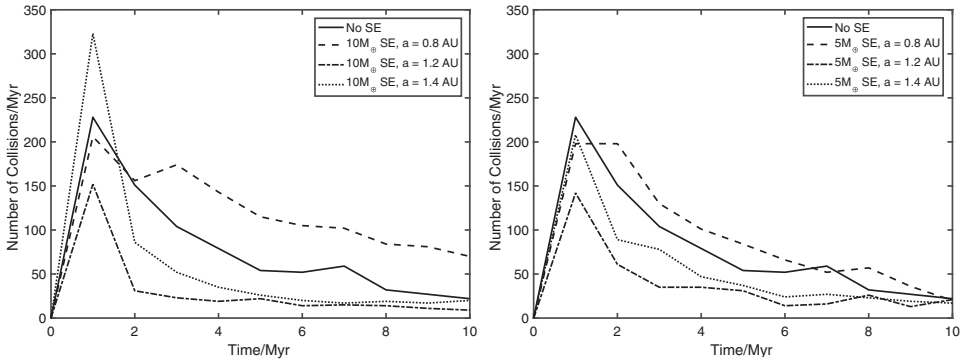 350
300
250
200
150
100
50
0
Number of Collisions/Myr
No SE
10M⊕ SE, a = 0.8 AU
10M⊕ SE, a = 1.2 AU
10M⊕ SE, a = 1.4 AU
0 2 4 6 8 10
Time/Myr
350
300
250
200
150
100
50
0
Number of Collisions/Myr
No SE
5M⊕ SE, a = 0.8 AU
5M⊕ SE, a = 1.2 AU
5M⊕ SE, a = 1.4 AU
0 2 4 6 8 10
Time/Myr